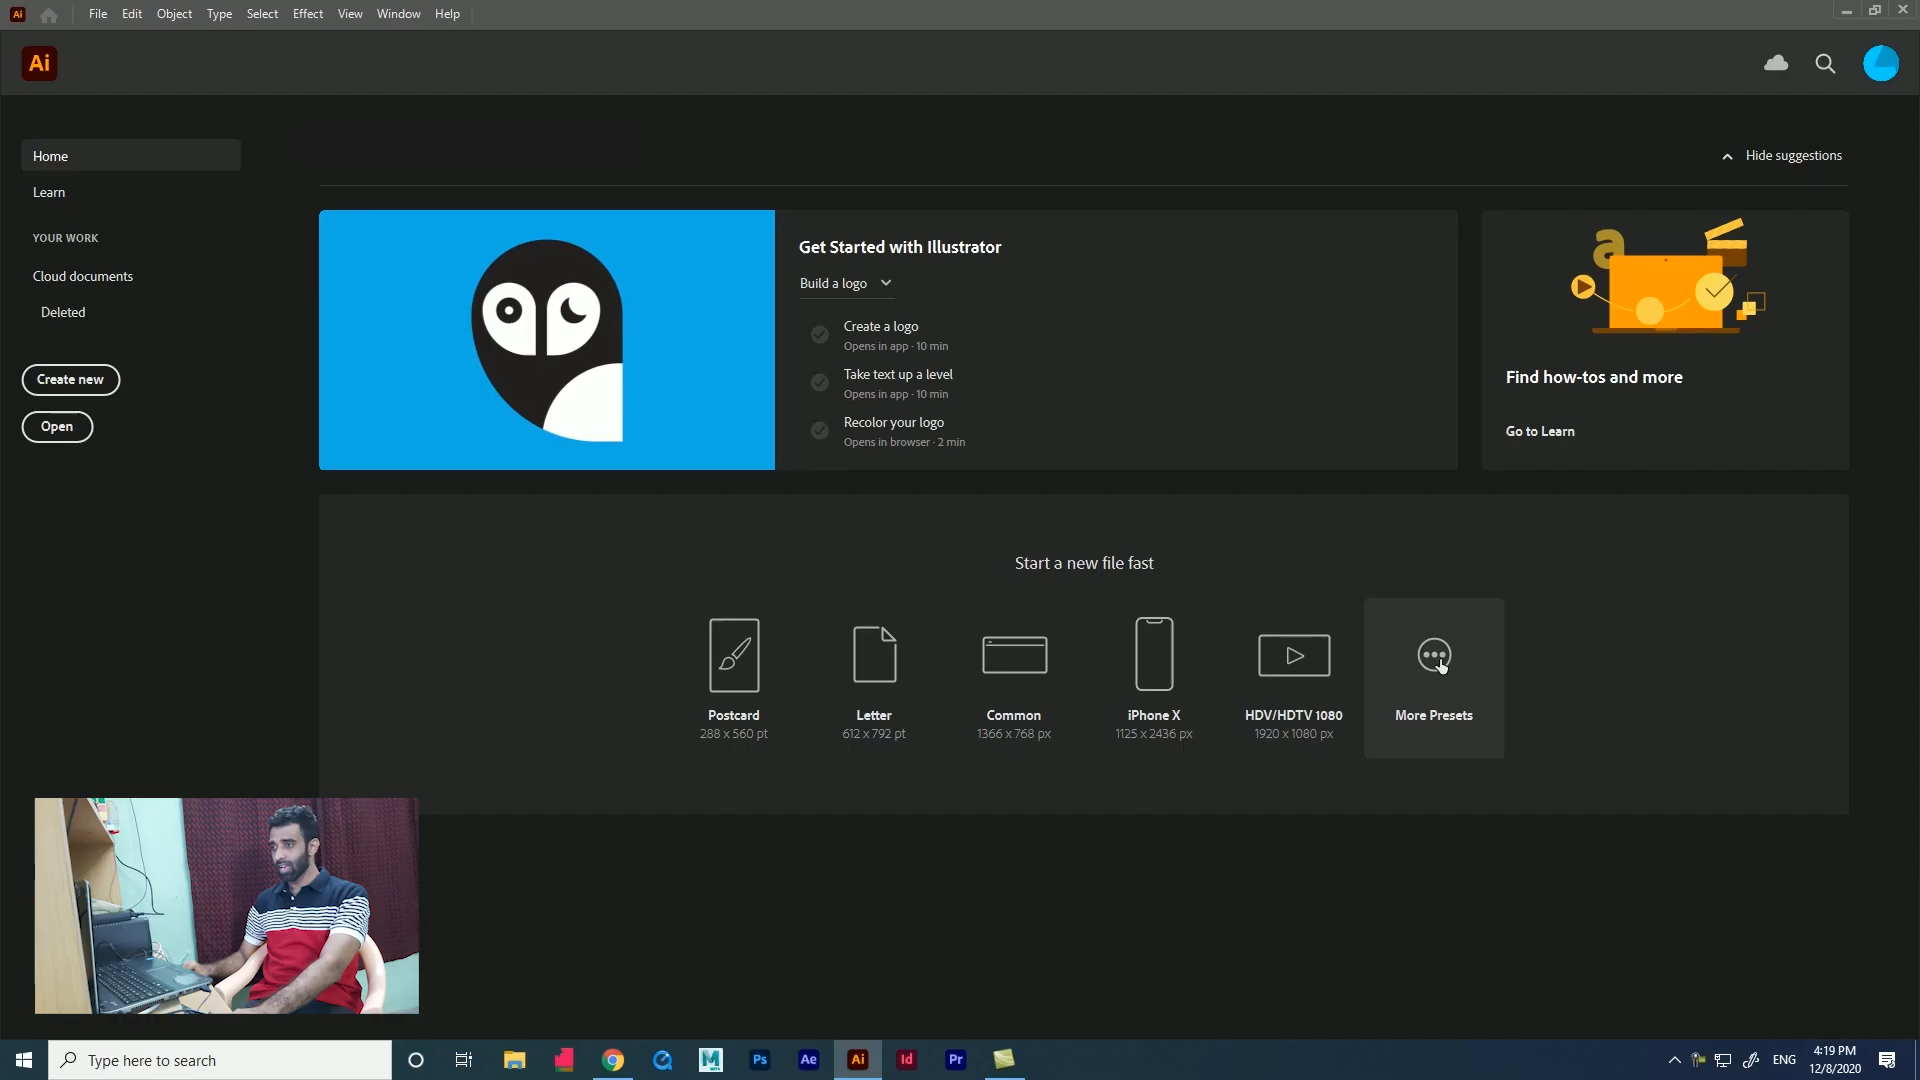 Ai File Edit Object Type Select Effect View Window Help
Ai
Home
Hide suggestions
Learn
YOUR WORK
Cloud documents
Deleted
Create new
Open
Get Started with Illustrator
Build a logo
Create a logo
Opens in app · 10 min
Take text up a level
Opens in app · 10 min
Recolor your logo
Opens in browser · 2 min
a
Find how-tos and more
Go to Learn
Start a new file fast
Postcard
288 x 560 pt
Letter
612 x 792 pt
Common
1366 x 768 px
iPhone X
1125 x 2436 px
HDV/HDTV 1080
1920 x 1080 px
More Presets
Type here to search
M
Ps
Ae
Ai
Id
Pr
ENG
4:19 PM
12/8/2020